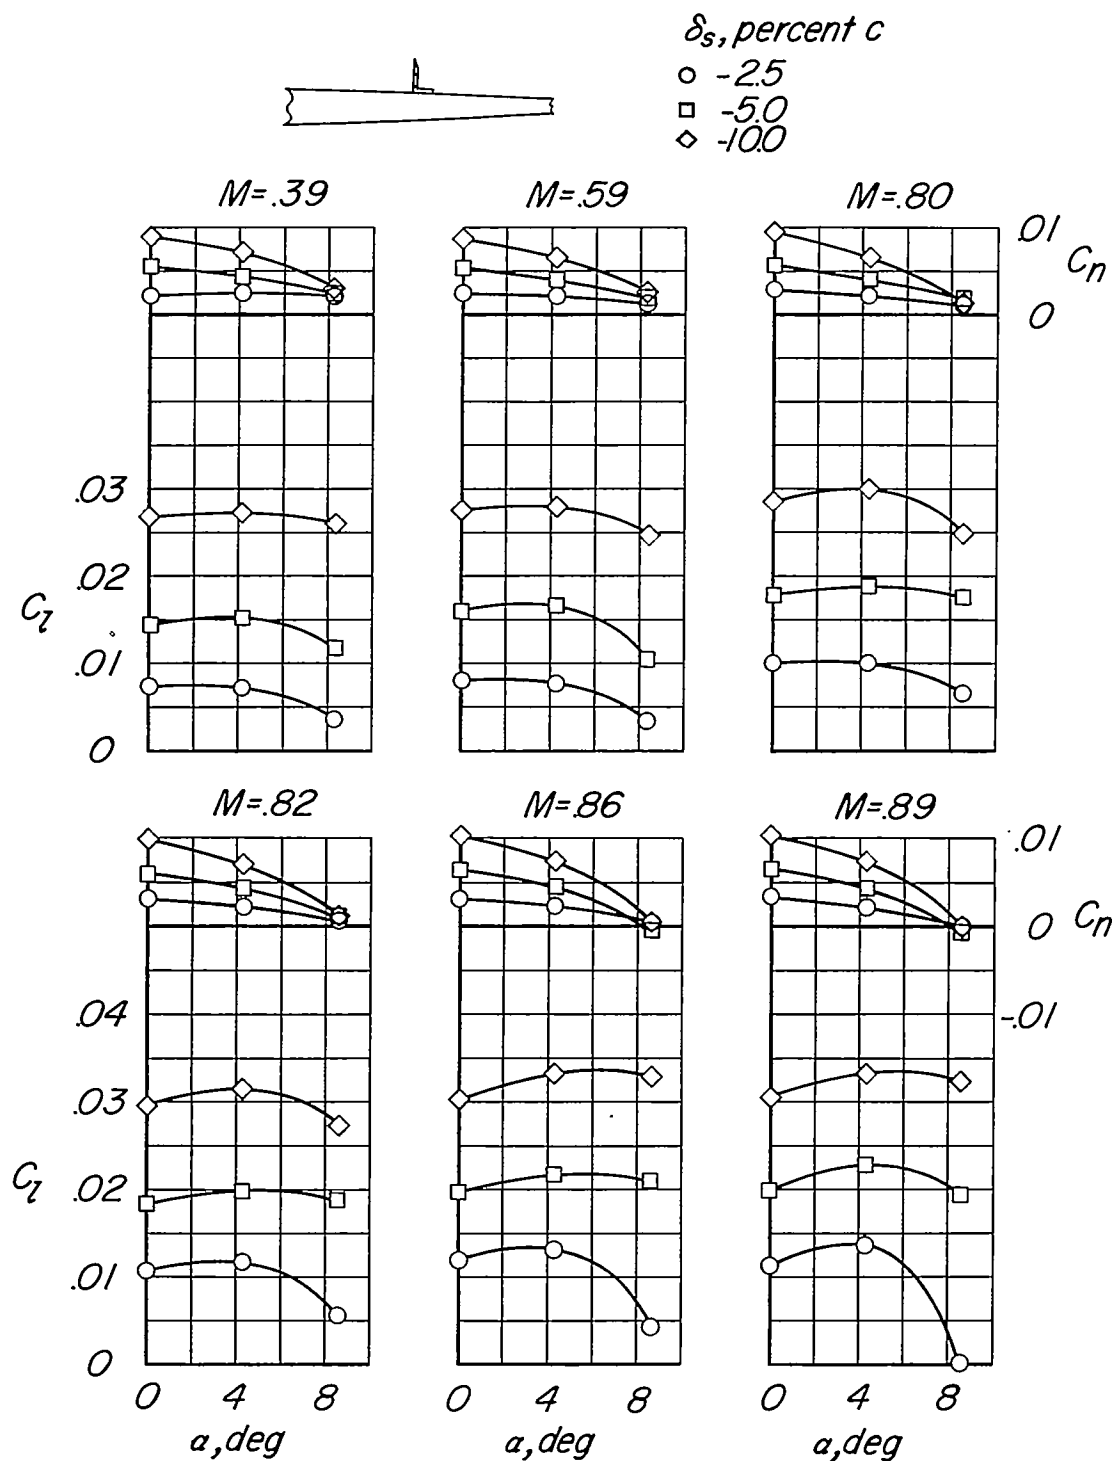 δs, percent c
○ -2.5
□ -5.0
◇ -10.0
M=.39 M=.59 M=.80
.01
Cn
0
.03
.02
Cl
.01
0
M=.82 M=.86 M=.89
.01
0 Cn
.04 -.01
.03
Cl .02
.01
0
0 4 8 0 4 8 0 4 8
α, deg α, deg α, deg